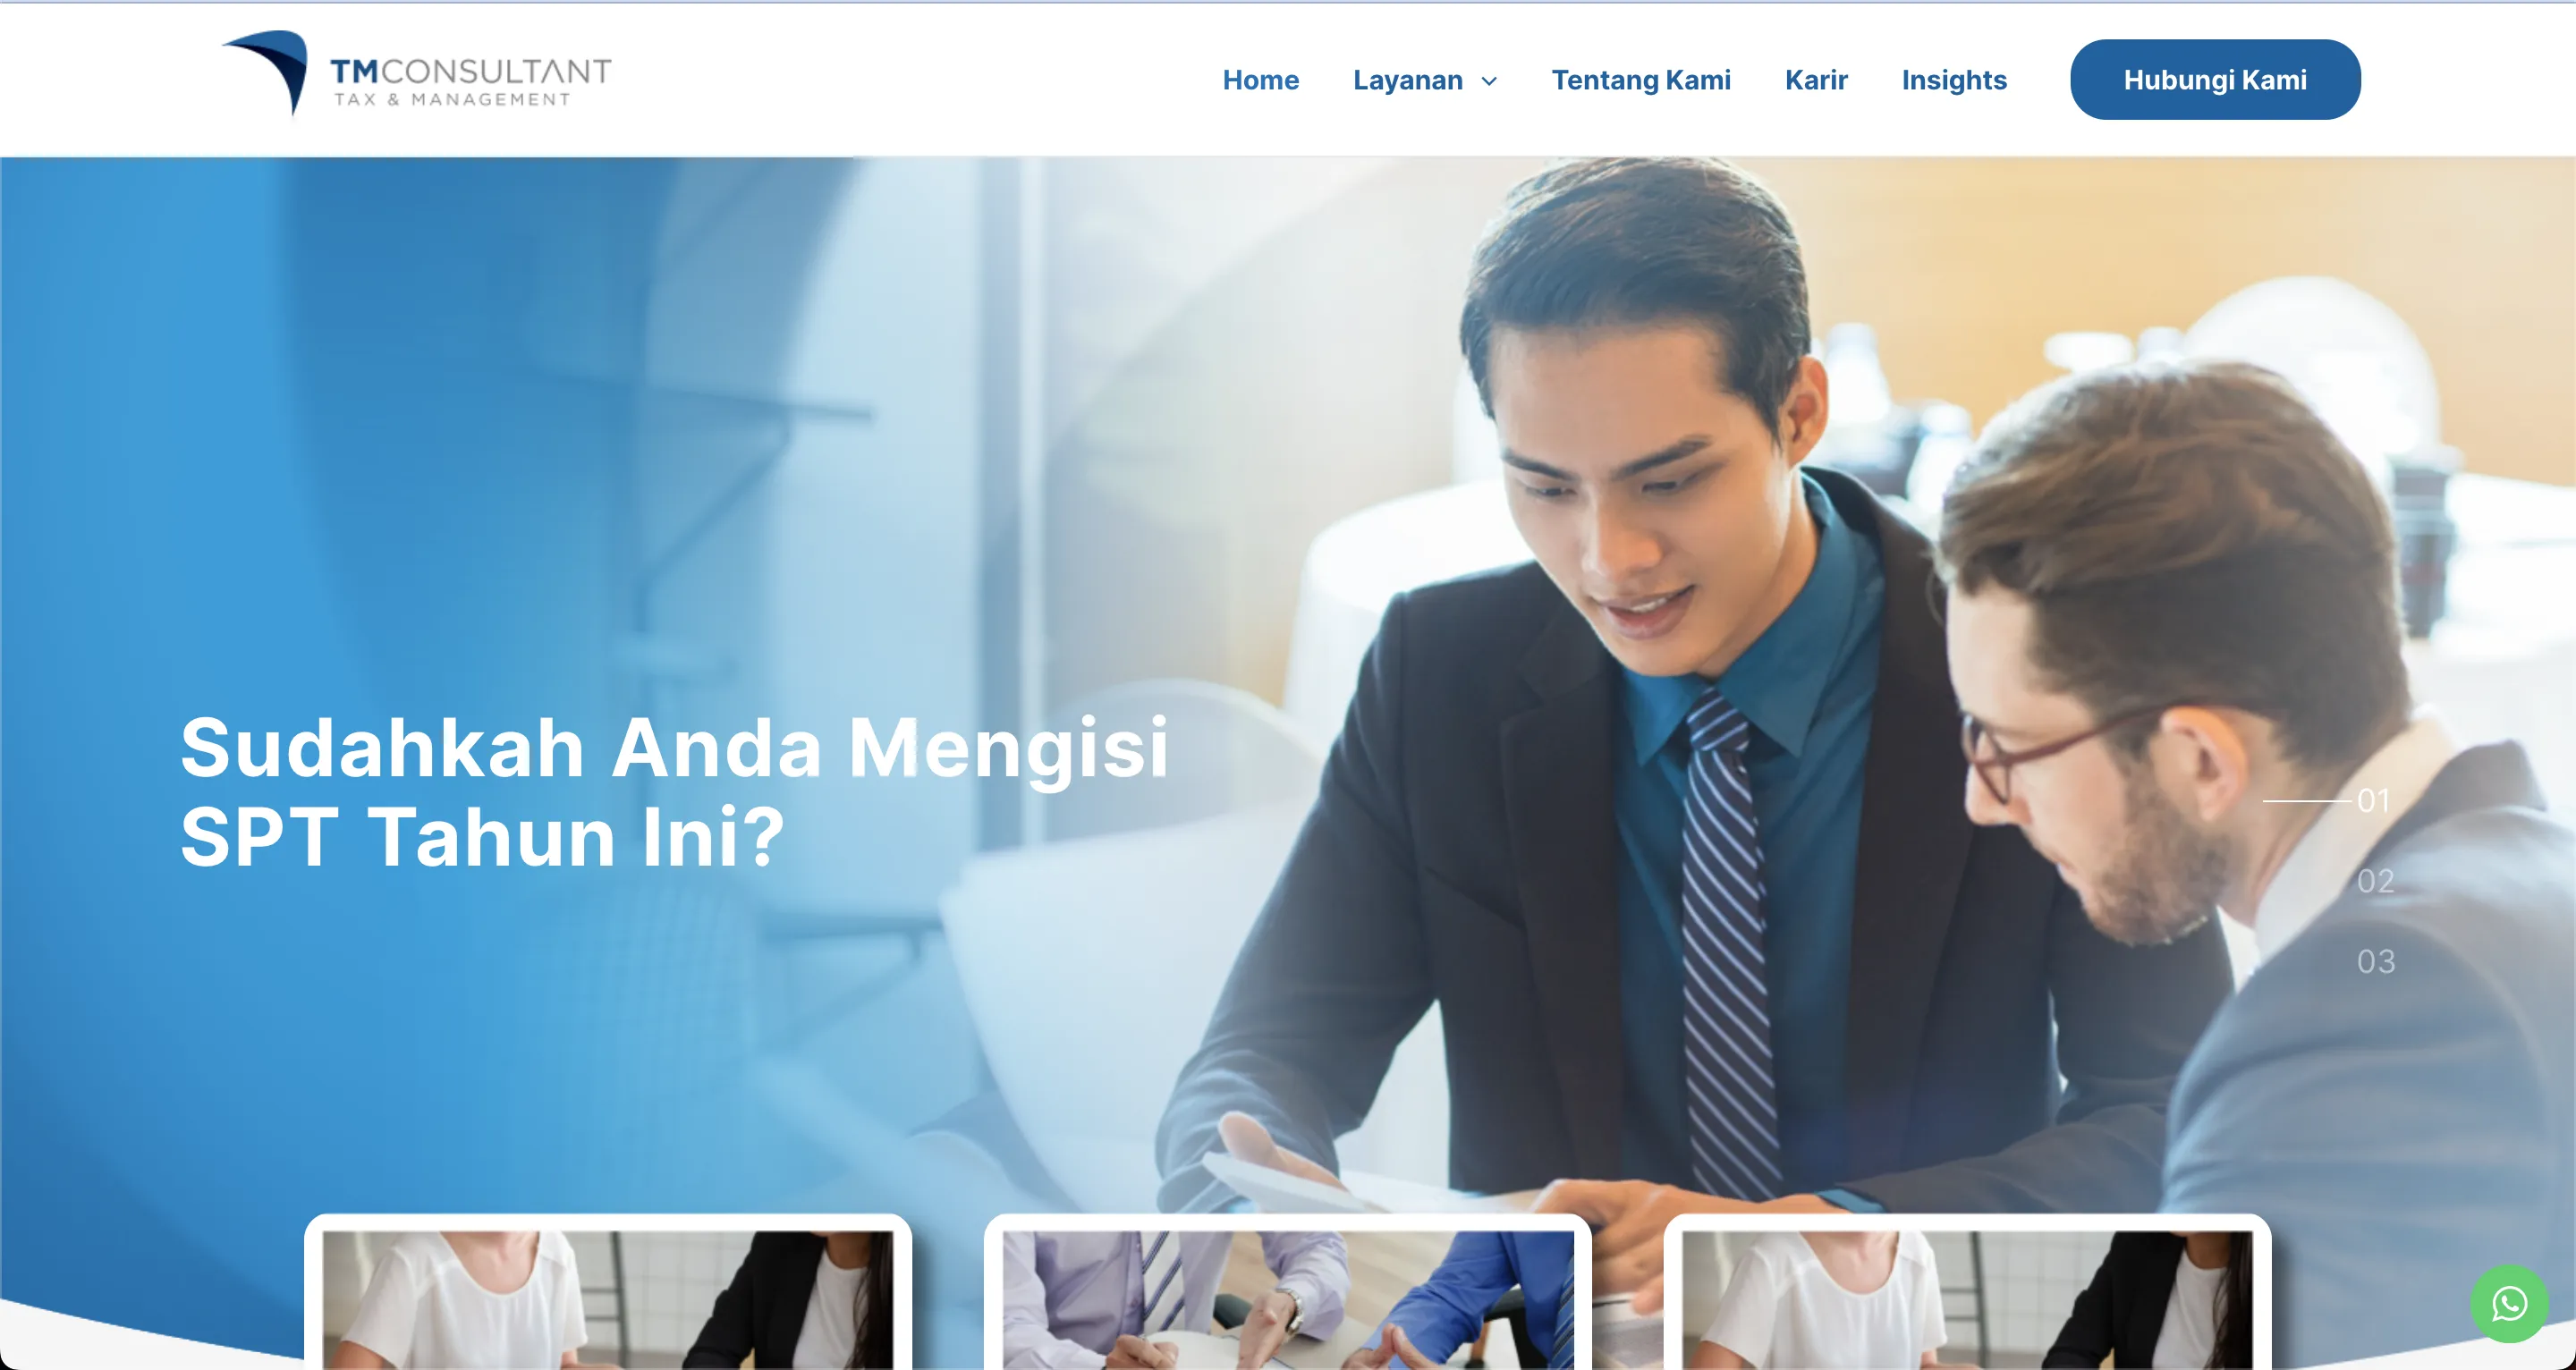 TMCONSULTANT
TAX & MANAGEMENT
Home
Layanan
Tentang Kami
Karir
Insights
Hubungi Kami
Sudahkah Anda Mengisi
SPT Tahun Ini?
01
02
03